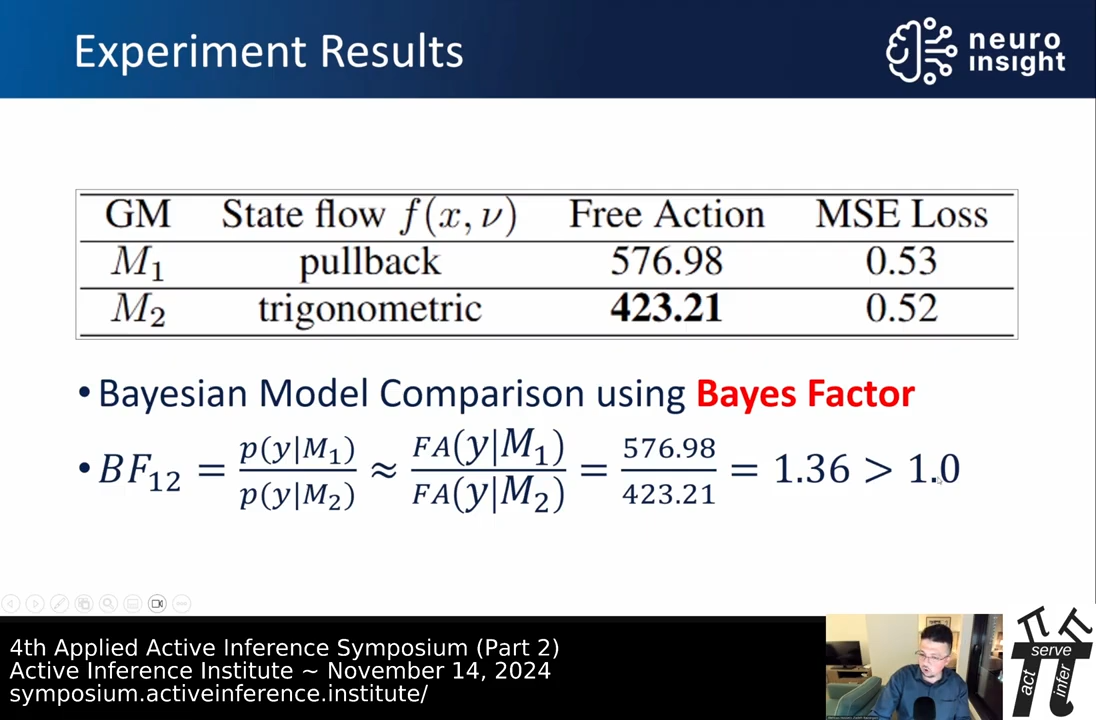 Experiment Results
neuro
insight
GM State flow f(x, ν) Free Action MSE Loss
M₁ pullback 576.98 0.53
M₂ trigonometric 423.21 0.52
• Bayesian Model Comparison using Bayes Factor
• BF₁₂ = p(y|M₁) / p(y|M₂) ≈ FA(y|M₁) / FA(y|M₂) = 576.98 / 423.21 = 1.36 > 1.0
4th Applied Active Inference Symposium (Part 2)
Active Inference Institute ~ November 14, 2024
symposium.activeinference.institute/
serve
act
infer